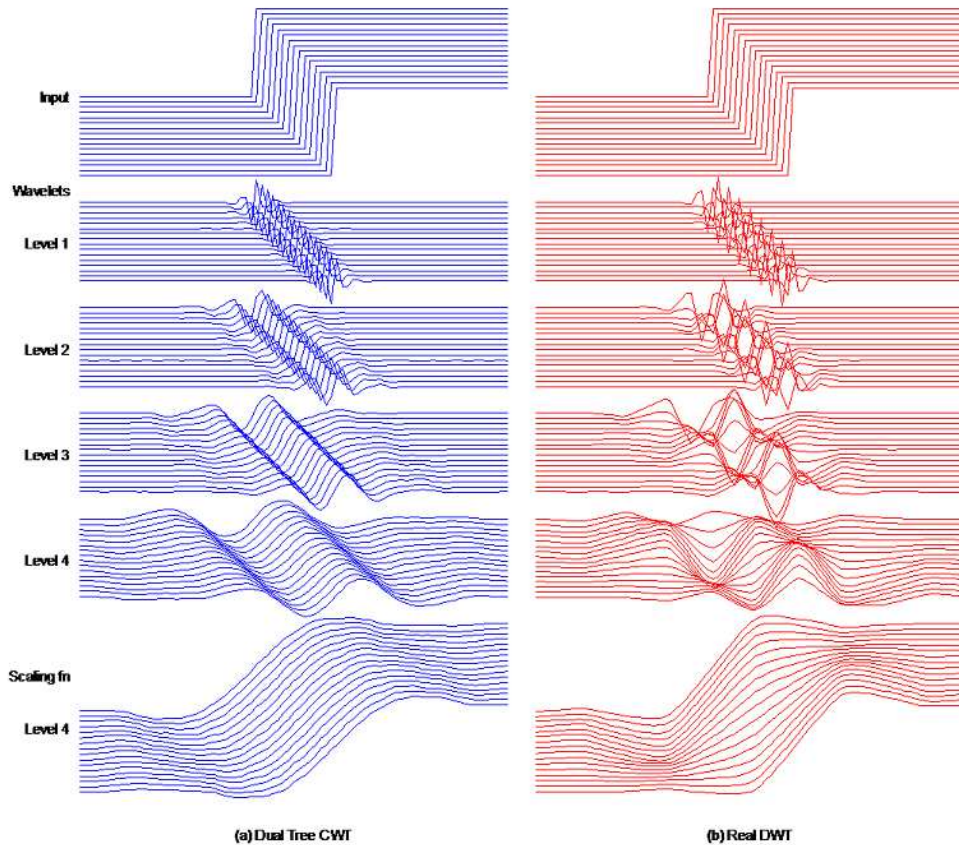 Input
Wavelets
Level 1
Level 2
Level 3
Level 4
Scaling fn
Level 4
(a) Dual Tree CWT
(b) Real DWT